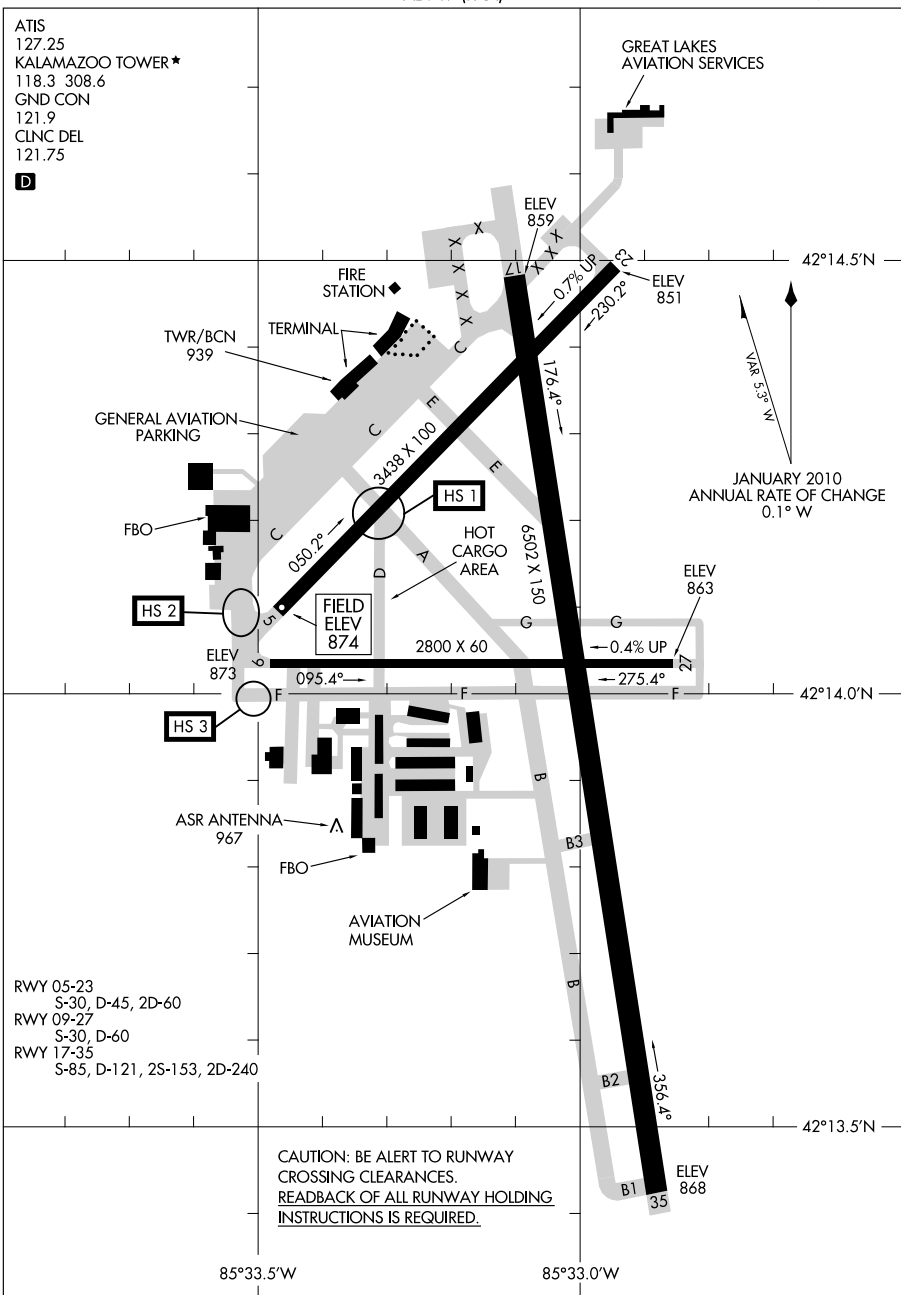 ATIS
127.25
KALAMAZOO TOWER★
118.3 308.6
GND CON
121.9
CLNC DEL
121.75
D
GREAT LAKES
AVIATION SERVICES
ELEV
859
17
X
X
X
X
X
X
X
X
X
23
42°14.5'N
ELEV
851
0.7% UP
230.2°
FIRE
STATION
TERMINAL
TWR/BCN
939
C
GENERAL AVIATION
PARKING
C
E
E
176.4°
VAR 5.3° W
JANUARY 2010
ANNUAL RATE OF CHANGE
0.1° W
3438 X 100
HS 1
FBO
C
050.2°
D
A
HOT
CARGO
AREA
6502 X 150
ELEV
863
HS 2
5
FIELD
ELEV
874
G
G
ELEV
873
9
2800 X 60
0.4% UP
27
095.4°
275.4°
42°14.0'N
F
F
F
HS 3
B
ASR ANTENNA
967
FBO
B3
AVIATION
MUSEUM
RWY 05-23
S-30, D-45, 2D-60
RWY 09-27
S-30, D-60
RWY 17-35
S-85, D-121, 2S-153, 2D-240
B
B2
356.4°
42°13.5'N
CAUTION: BE ALERT TO RUNWAY
CROSSING CLEARANCES.
READBACK OF ALL RUNWAY HOLDING
INSTRUCTIONS IS REQUIRED.
B1
35
ELEV
868
85°33.5'W
85°33.0'W